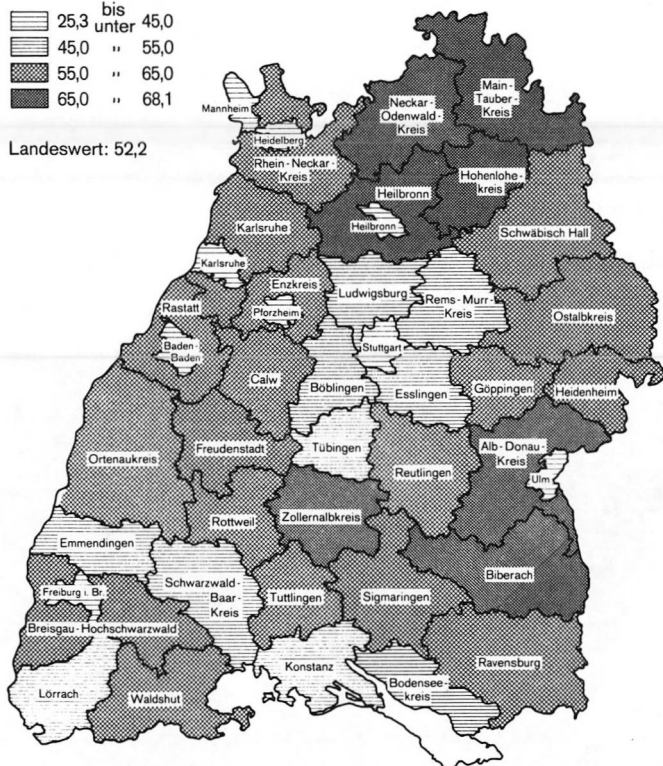 25,3 bis unter 45,0
45,0 " 55,0
55,0 " 65,0
65,0 " 68,1
Landeswert: 52,2
Mannheim
Heidelberg
Rhein-Neckar-
Kreis
Neckar-
Odenwald-
Kreis
Main-
Tauber-
Kreis
Heilbronn
Heilbronn
Hohenlohe-
kreis
Schwäbisch Hall
Karlsruhe
Karlsruhe
Enzkreis
Pforzheim
Ludwigsburg
Rems-Murr-
Kreis
Ostalbkreis
Rastatt
Baden-
Baden
Calw
Böblingen
Stuttgart
Esslingen
Göppingen
Heidenheim
Ortenaukreis
Freudenstadt
Tübingen
Reutlingen
Alb-Donau-
Kreis
Ulm
Rottweil
Zollernalbkreis
Emmendingen
Schwarzwald-
Baar-
Kreis
Tuttlingen
Sigmaringen
Biberach
Freiburg i. Br.
Breisgau-Hochschwarzwald
Lörrach
Waldshut
Konstanz
Bodensee-
kreis
Ravensburg